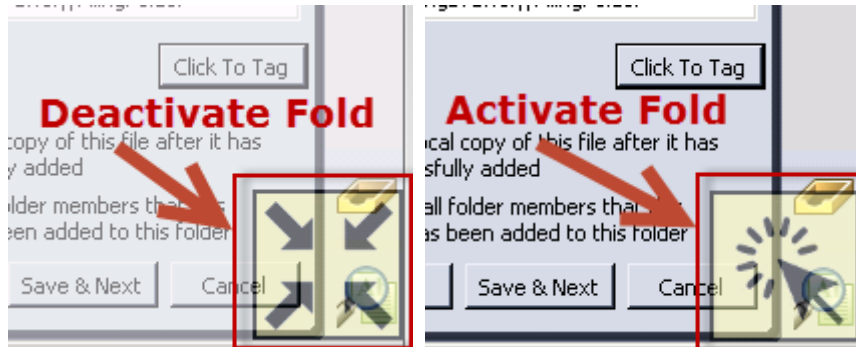 Click To Tag
Deactivate Fold
copy of this file after it has
y added
older members
een added to this folder
Save & Next
Cancel
Click To Tag
Activate Fold
ocal copy of this file after it has
sfully added
all folder members
as been added to this folder
Save & Next
Cancel